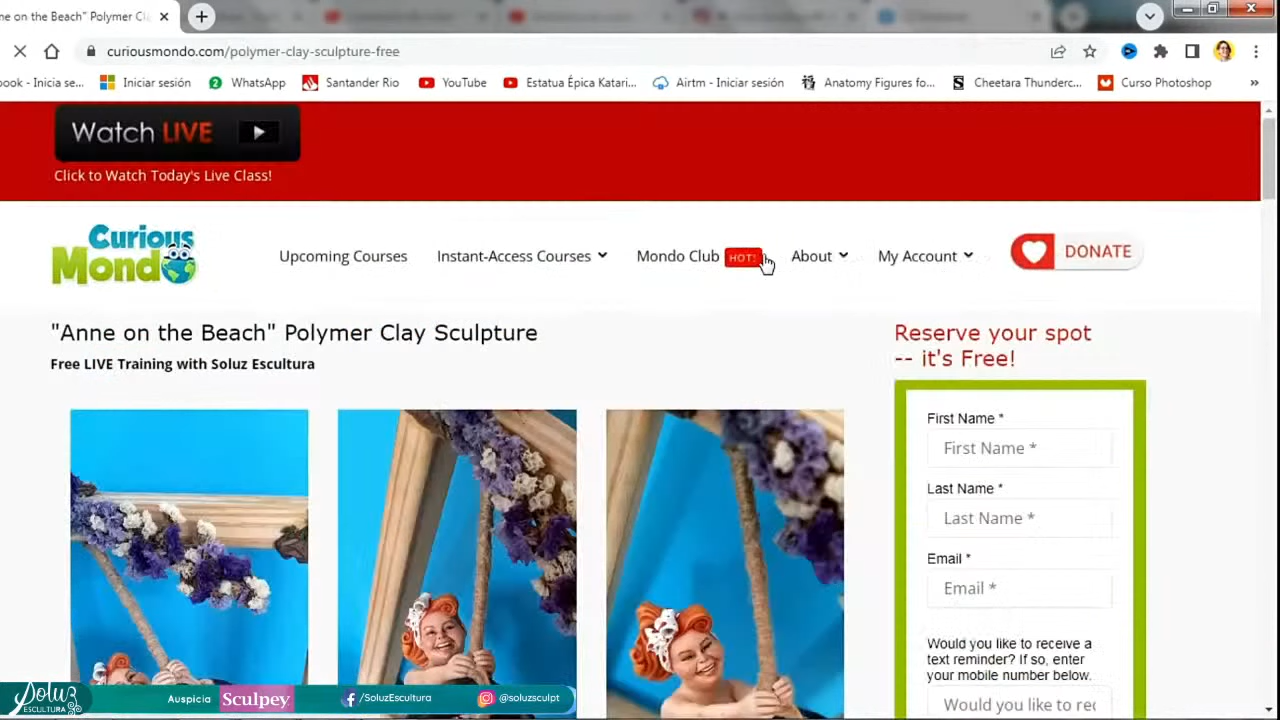 ne on the Beach" Polymer Cla
curiousmondo.com/polymer-clay-sculpture-free
book - Inicia se... Iniciar sesión WhatsApp Santander Rio YouTube Estatua Épica Katari... Airtm - Iniciar sesión Anatomy Figures fo... Cheetara Thunderc... Curso Photoshop »
Watch LIVE
Click to Watch Today's Live Class!
Curious
Mondo
Upcoming Courses Instant-Access Courses Mondo Club HOT! About My Account DONATE
"Anne on the Beach" Polymer Clay Sculpture
Free LIVE Training with Soluz Escultura
Reserve your spot
-- it's Free!
First Name *
First Name *
Last Name *
Last Name *
Email *
Email *
Would you like to receive a
text reminder? If so, enter
your mobile number below.
Would you like to rec
Soluz
ESCULTURA
Auspicia Sculpey /SoluzEscultura @soluzsculpt